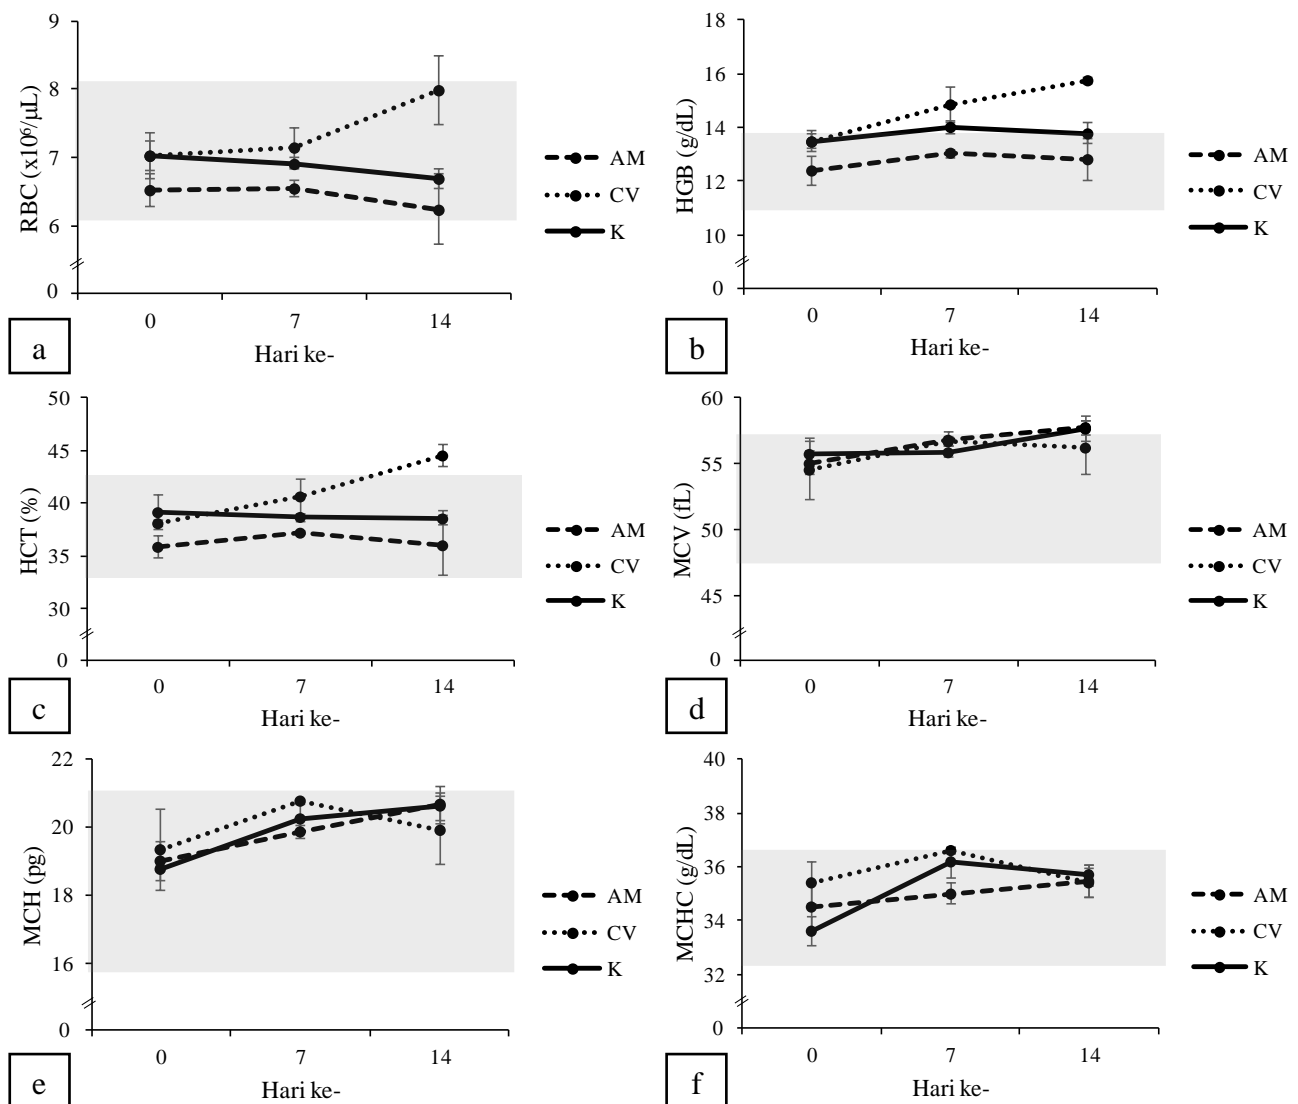 9
8
7
6
0
RBC (x10⁶/µL)
0 7 14
Hari ke-
AM
CV
K
a
18
16
14
12
10
0
HGB (g/dL)
0 7 14
Hari ke-
AM
CV
K
b
50
45
40
35
30
0
HCT (%)
0 7 14
Hari ke-
AM
CV
K
c
60
55
50
45
0
MCV (fL)
0 7 14
Hari ke-
AM
CV
K
d
22
20
18
16
0
MCH (pg)
0 7 14
Hari ke-
AM
CV
K
e
40
38
36
34
32
0
MCHC (g/dL)
0 7 14
Hari ke-
AM
CV
K
f